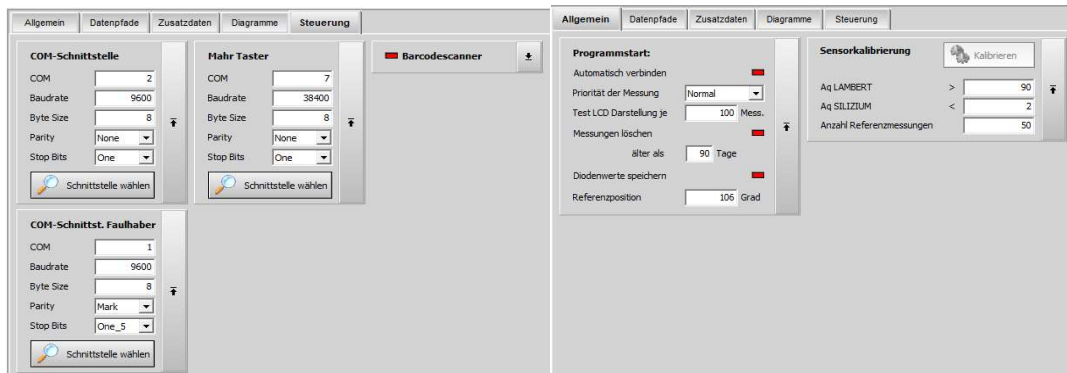 Allgemein Datenpfade Zusatzdaten Diagramme Steuerung
COM-Schnittstelle
COM 2
Baudrate 9600
Byte Size 8
Parity None
Stop Bits One
Schnittstelle wählen
Mahr Taster
COM 7
Baudrate 38400
Byte Size 8
Parity None
Stop Bits One
Schnittstelle wählen
Barcodescanner
COM-Schnittst. Faulhaber
COM 1
Baudrate 9600
Byte Size 8
Parity Mark
Stop Bits One_5
Schnittstelle wählen
Allgemein Datenpfade Zusatzdaten Diagramme Steuerung
Programmstart:
Automatisch verbinden
Priorität der Messung Normal
Test LCD Darstellung je 100 Mess.
Messungen löschen
älter als 90 Tage
Diodenwerte speichern
Referenzposition 106 Grad
Sensorkalibrierung Kalibrieren
Aq LAMBERT > 90
Aq SILIZIUM < 2
Anzahl Referenzmessungen 50